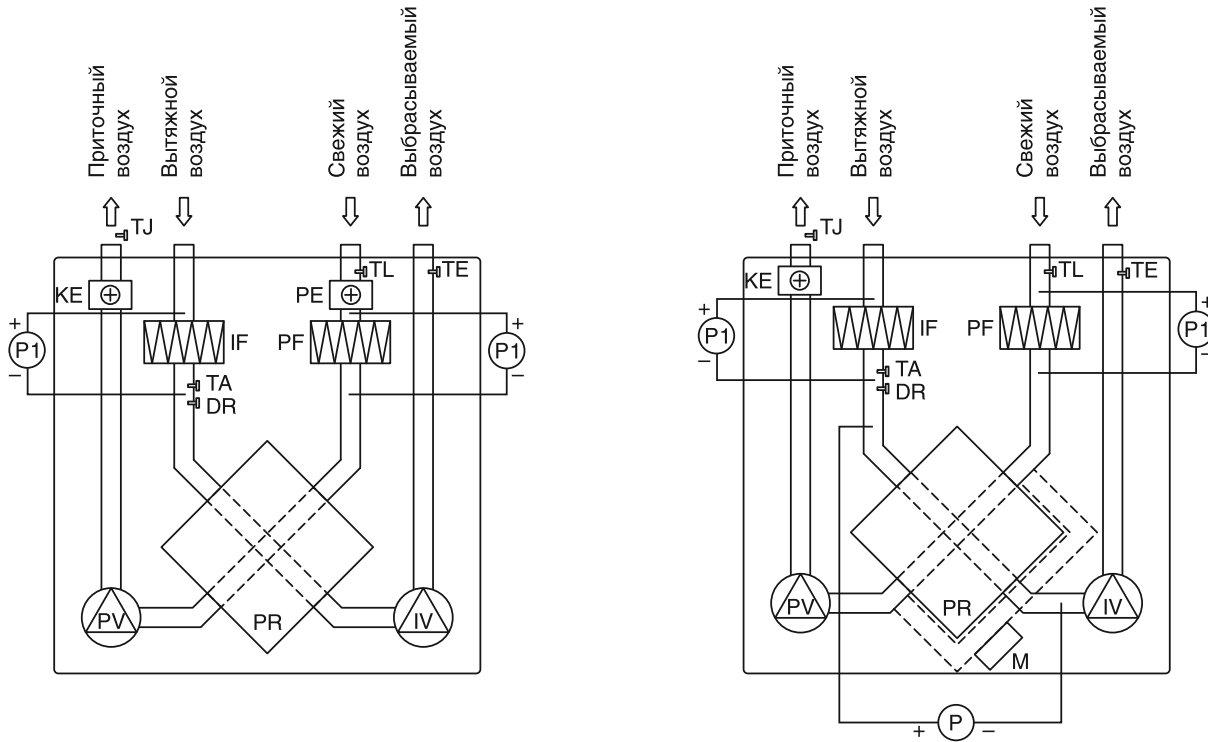 Приточный
воздух
Вытяжной
воздух
Свежий
воздух
Выбрасываемый
воздух
TJ
TL
TE
KE
PE
+
P1
–
IF
PF
+
P1
–
TA
DR
PV
PR
IV
Приточный
воздух
Вытяжной
воздух
Свежий
воздух
Выбрасываемый
воздух
TJ
TL
TE
KE
+
P1
–
IF
PF
+
P1
–
TA
DR
PV
PR
IV
M
+ P –